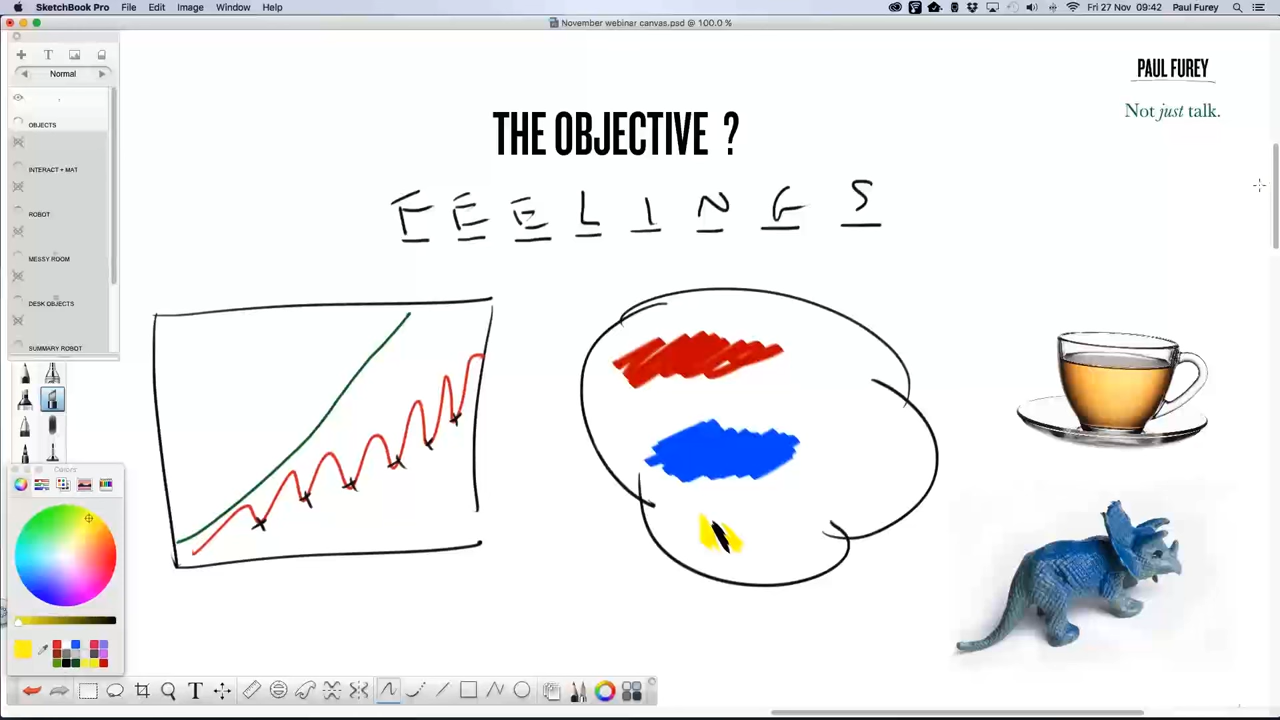 SketchBook Pro File Edit Image Window Help Fri 27 Nov 09:42 Paul Furey
November webinar canvas.psd @ 100.0 %
Normal
OBJECTS
INTERACT + MAT
ROBOT
MESSY ROOM
DESK OBJECTS
SUMMARY ROBOT
Colors
PAUL FUREY
Not just talk.
THE OBJECTIVE ?
FEELINGS